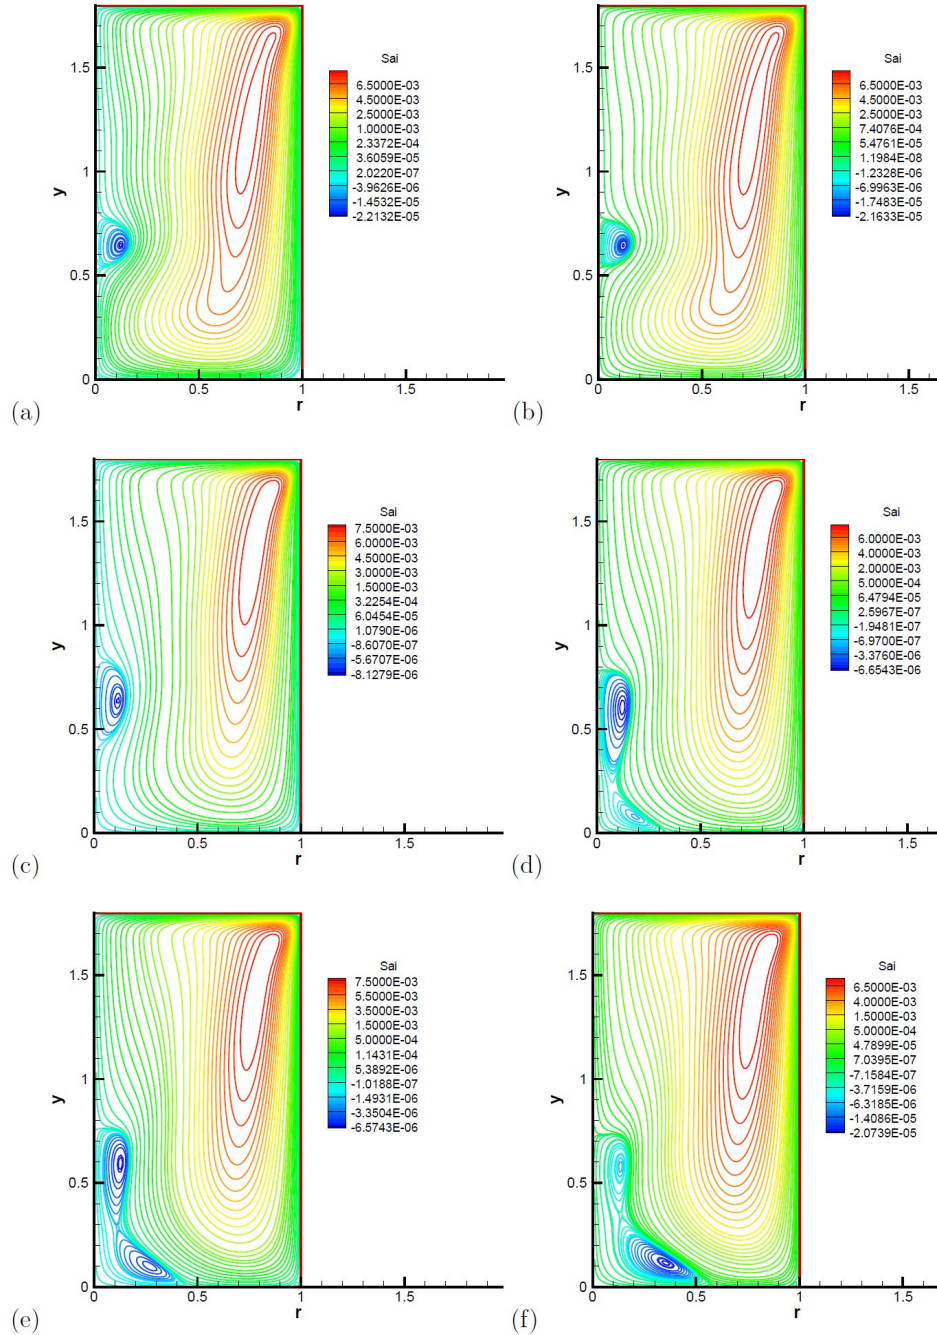 Sai
6.5000E-03
4.5000E-03
2.5000E-03
1.0000E-03
2.3372E-04
3.6059E-05
2.0220E-07
-3.9626E-06
-1.4532E-05
-2.2132E-05
y
1.5
1
0.5
0
0.5
1
1.5
r
(a)
Sai
6.5000E-03
4.5000E-03
2.5000E-03
7.4076E-04
5.4761E-05
1.1984E-08
-1.2328E-06
-6.9963E-06
-1.7483E-05
-2.1633E-05
y
1.5
1
0.5
0
0
0.5
1
1.5
r
(b)
Sai
7.5000E-03
6.0000E-03
4.5000E-03
3.0000E-03
1.5000E-03
3.2254E-04
6.0454E-05
1.0790E-06
-8.6070E-07
-5.6707E-06
-8.1279E-06
y
1.5
1
0.5
0
0
0.5
1
1.5
r
(c)
Sai
6.0000E-03
4.0000E-03
2.0000E-03
5.0000E-04
6.4794E-05
2.5967E-07
-1.9481E-07
-6.9700E-07
-3.3760E-06
-6.6543E-06
y
1.5
1
0.5
0
0
0.5
1
1.5
r
(d)
Sai
7.5000E-03
5.5000E-03
3.5000E-03
1.5000E-03
5.0000E-04
1.1431E-04
5.3892E-06
-1.0188E-07
-1.4931E-06
-3.3504E-06
-6.5743E-06
y
1.5
1
0.5
0
0
0.5
1
1.5
r
(e)
Sai
6.5000E-03
4.0000E-03
1.5000E-03
5.0000E-04
4.7899E-05
7.0395E-07
-7.1584E-07
-3.7159E-06
-6.3185E-06
-1.4086E-05
-2.0739E-05
y
1.5
1
0.5
0
0
0.5
1
1.5
r
(f)